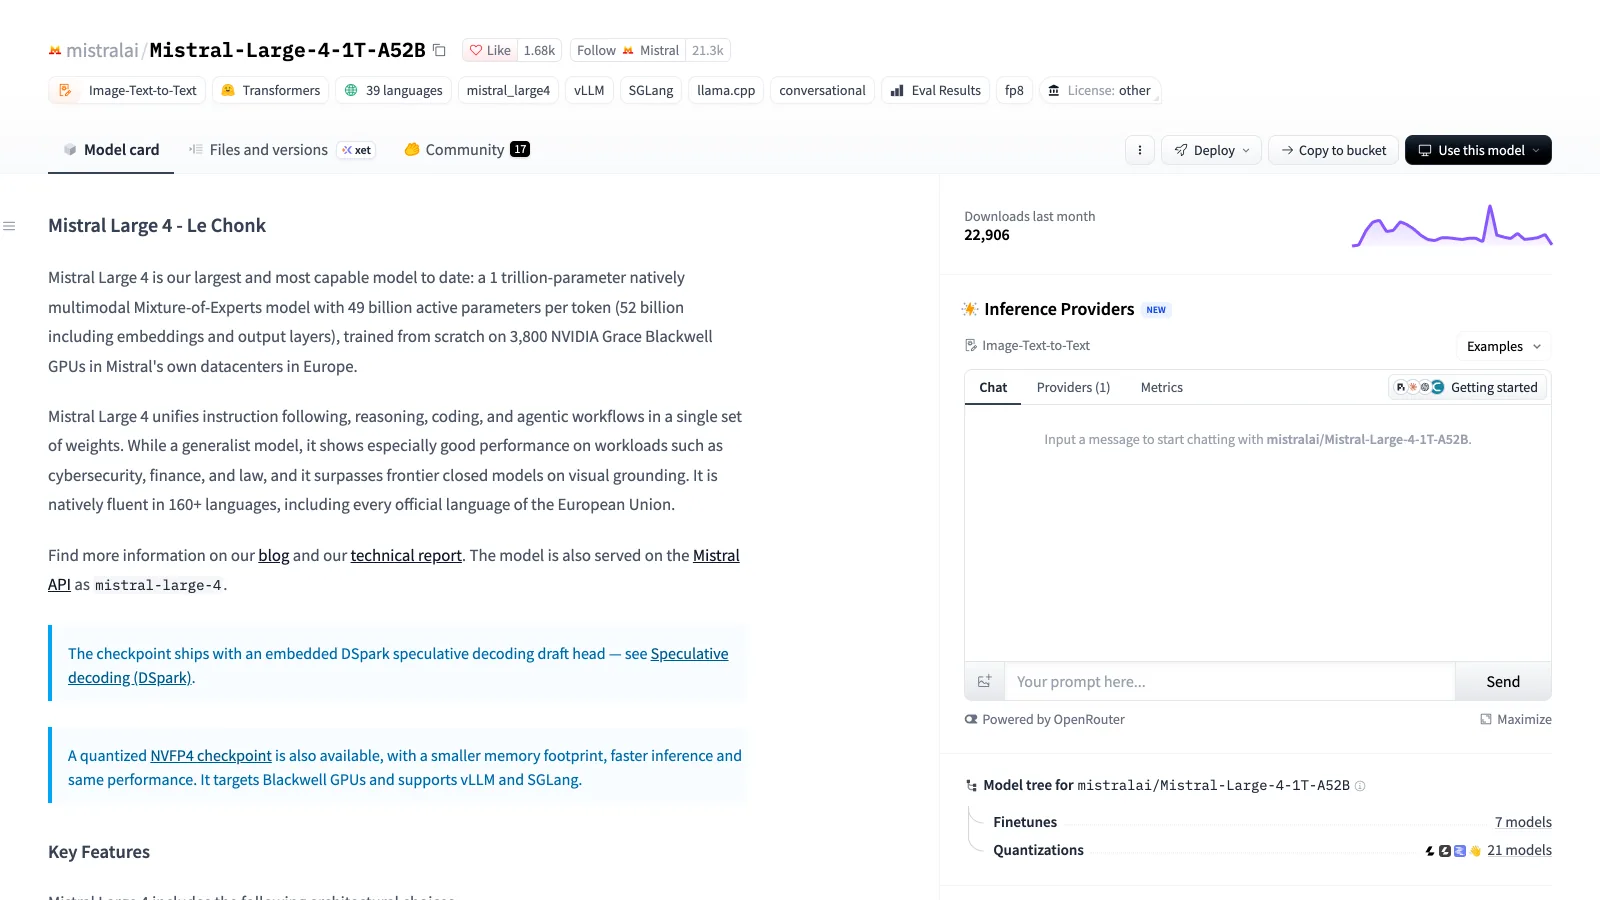 mistralai/Mistral-Large-4-1T-A52B
Like 1.68k
Follow Mistral 21.3k
Image-Text-to-Text
Transformers
39 languages
mistral_large4
vLLM
SGLang
llama.cpp
conversational
Eval Results
fp8
License: other
Model card
Files and versions
xet
Community 17
Deploy
Copy to bucket
Use this model
Mistral Large 4 - Le Chonk
Mistral Large 4 is our largest and most capable model to date: a 1 trillion-parameter natively
multimodal Mixture-of-Experts model with 49 billion active parameters per token (52 billion
including embeddings and output layers), trained from scratch on 3,800 NVIDIA Grace Blackwell
GPUs in Mistral's own datacenters in Europe.
Mistral Large 4 unifies instruction following, reasoning, coding, and agentic workflows in a single set
of weights. While a generalist model, it shows especially good performance on workloads such as
cybersecurity, finance, and law, and it surpasses frontier closed models on visual grounding. It is
natively fluent in 160+ languages, including every official language of the European Union.
Find more information on our blog and our technical report. The model is also served on the Mistral
API as mistral-large-4.
The checkpoint ships with an embedded DSpark speculative decoding draft head — see Speculative
decoding (DSpark).
A quantized NVFP4 checkpoint is also available, with a smaller memory footprint, faster inference and
same performance. It targets Blackwell GPUs and supports vLLM and SGLang.
Key Features
Mistral Large 4 includes the following architectural choices
Downloads last month
22,906
Inference Providers NEW
Image-Text-to-Text
Examples
Chat
Providers (1)
Metrics
Getting started
Input a message to start chatting with mistralai/Mistral-Large-4-1T-A52B.
Your prompt here...
Send
Powered by OpenRouter
Maximize
Model tree for mistralai/Mistral-Large-4-1T-A52B
Finetunes
7 models
Quantizations
21 models